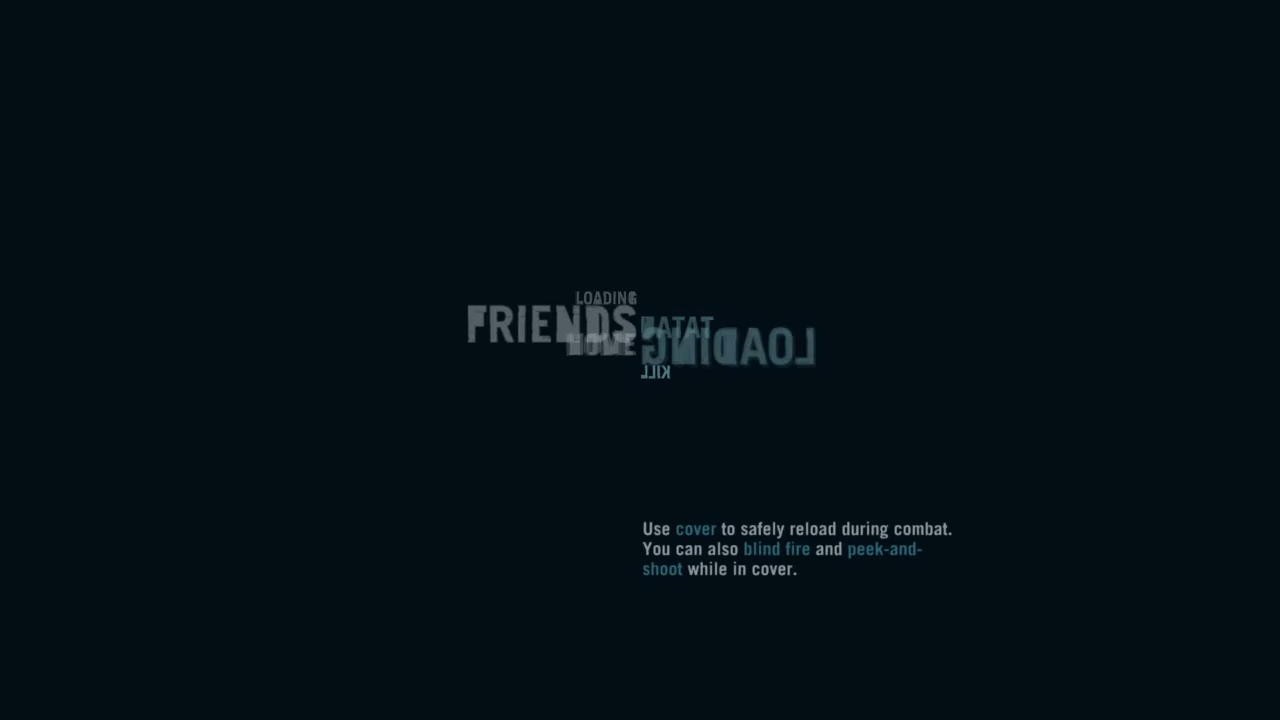 LOADING
FRIENDS
TATAU
HOME
LOADING
KILL
Use cover to safely reload during combat.
You can also blind fire and peek-and-
shoot while in cover.